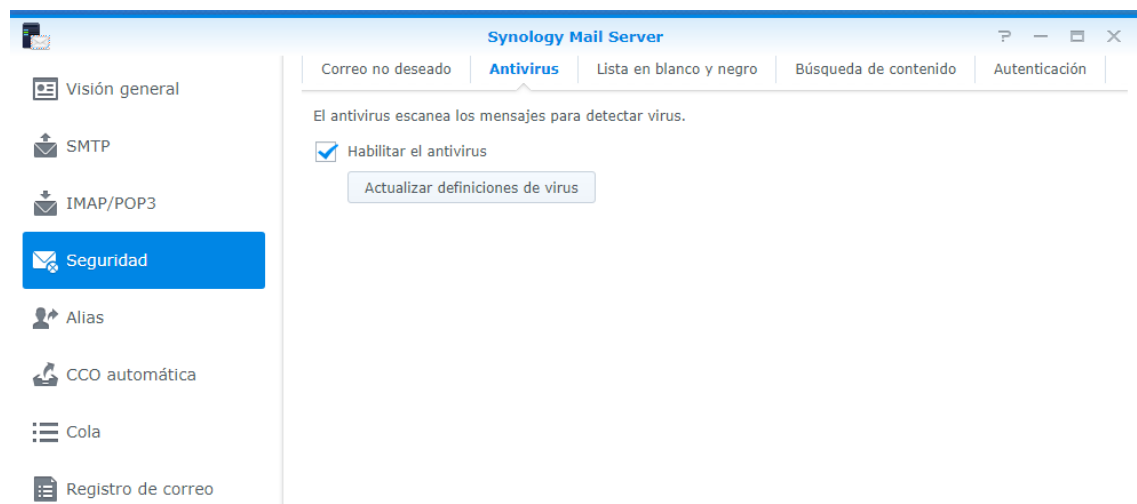 Synology Mail Server
Visión general
SMTP
IMAP/POP3
Seguridad
Alias
CCO automática
Cola
Registro de correo
Correo no deseado Antivirus Lista en blanco y negro Búsqueda de contenido Autenticación
El antivirus escanea los mensajes para detectar virus.
Habilitar el antivirus
Actualizar definiciones de virus